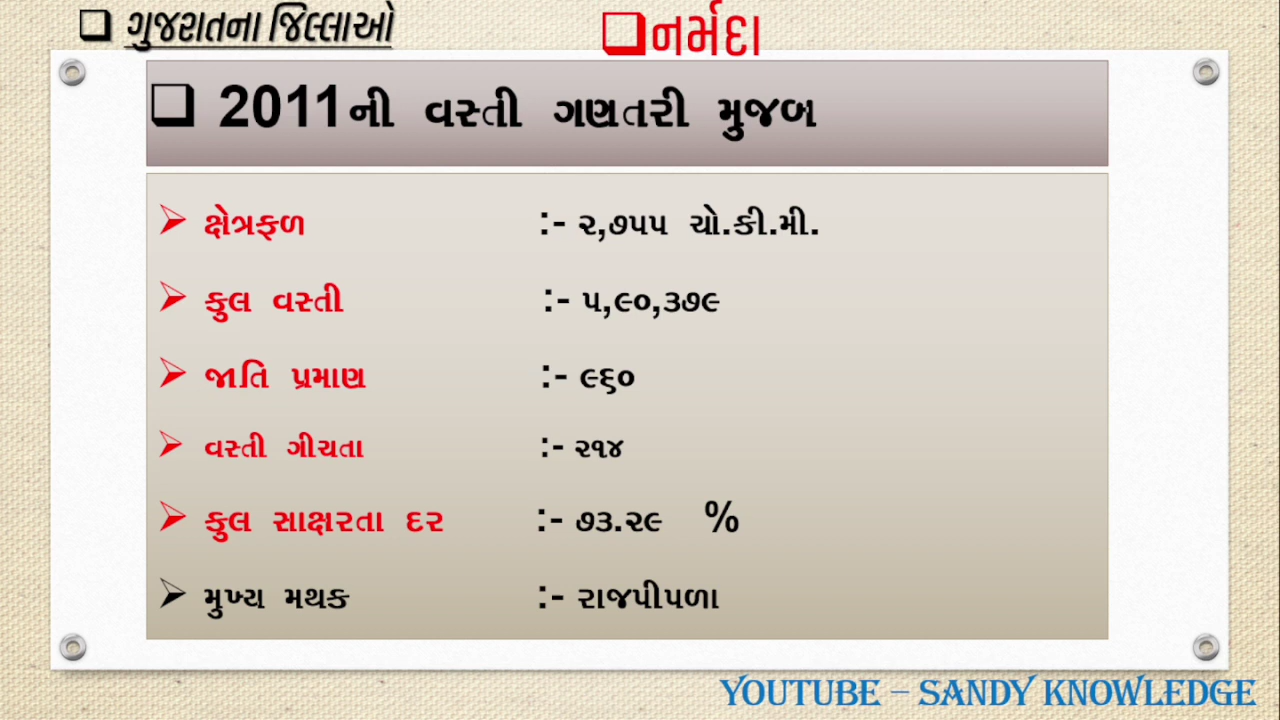 ❑ ગુજરાતના જિલ્લાઓ
❑નર્મદા
❑ 2011ની વસ્તી ગણતરી મુજબ
➢ ક્ષેત્રફળ :- ૨,૭૫૫ ચો.કી.મી.
➢ કુલ વસ્તી :- ૫,૯૦,૩૭૯
➢ જાતિ પ્રમાણ :- ૯૬૦
➢ વસ્તી ગીચતા :- ૨૧૪
➢ કુલ સાક્ષરતા દર :- ૭૩.૨૯ %
➢ મુખ્ય મથક :- રાજપીપળા
YOUTUBE – SANDY KNOWLEDGE